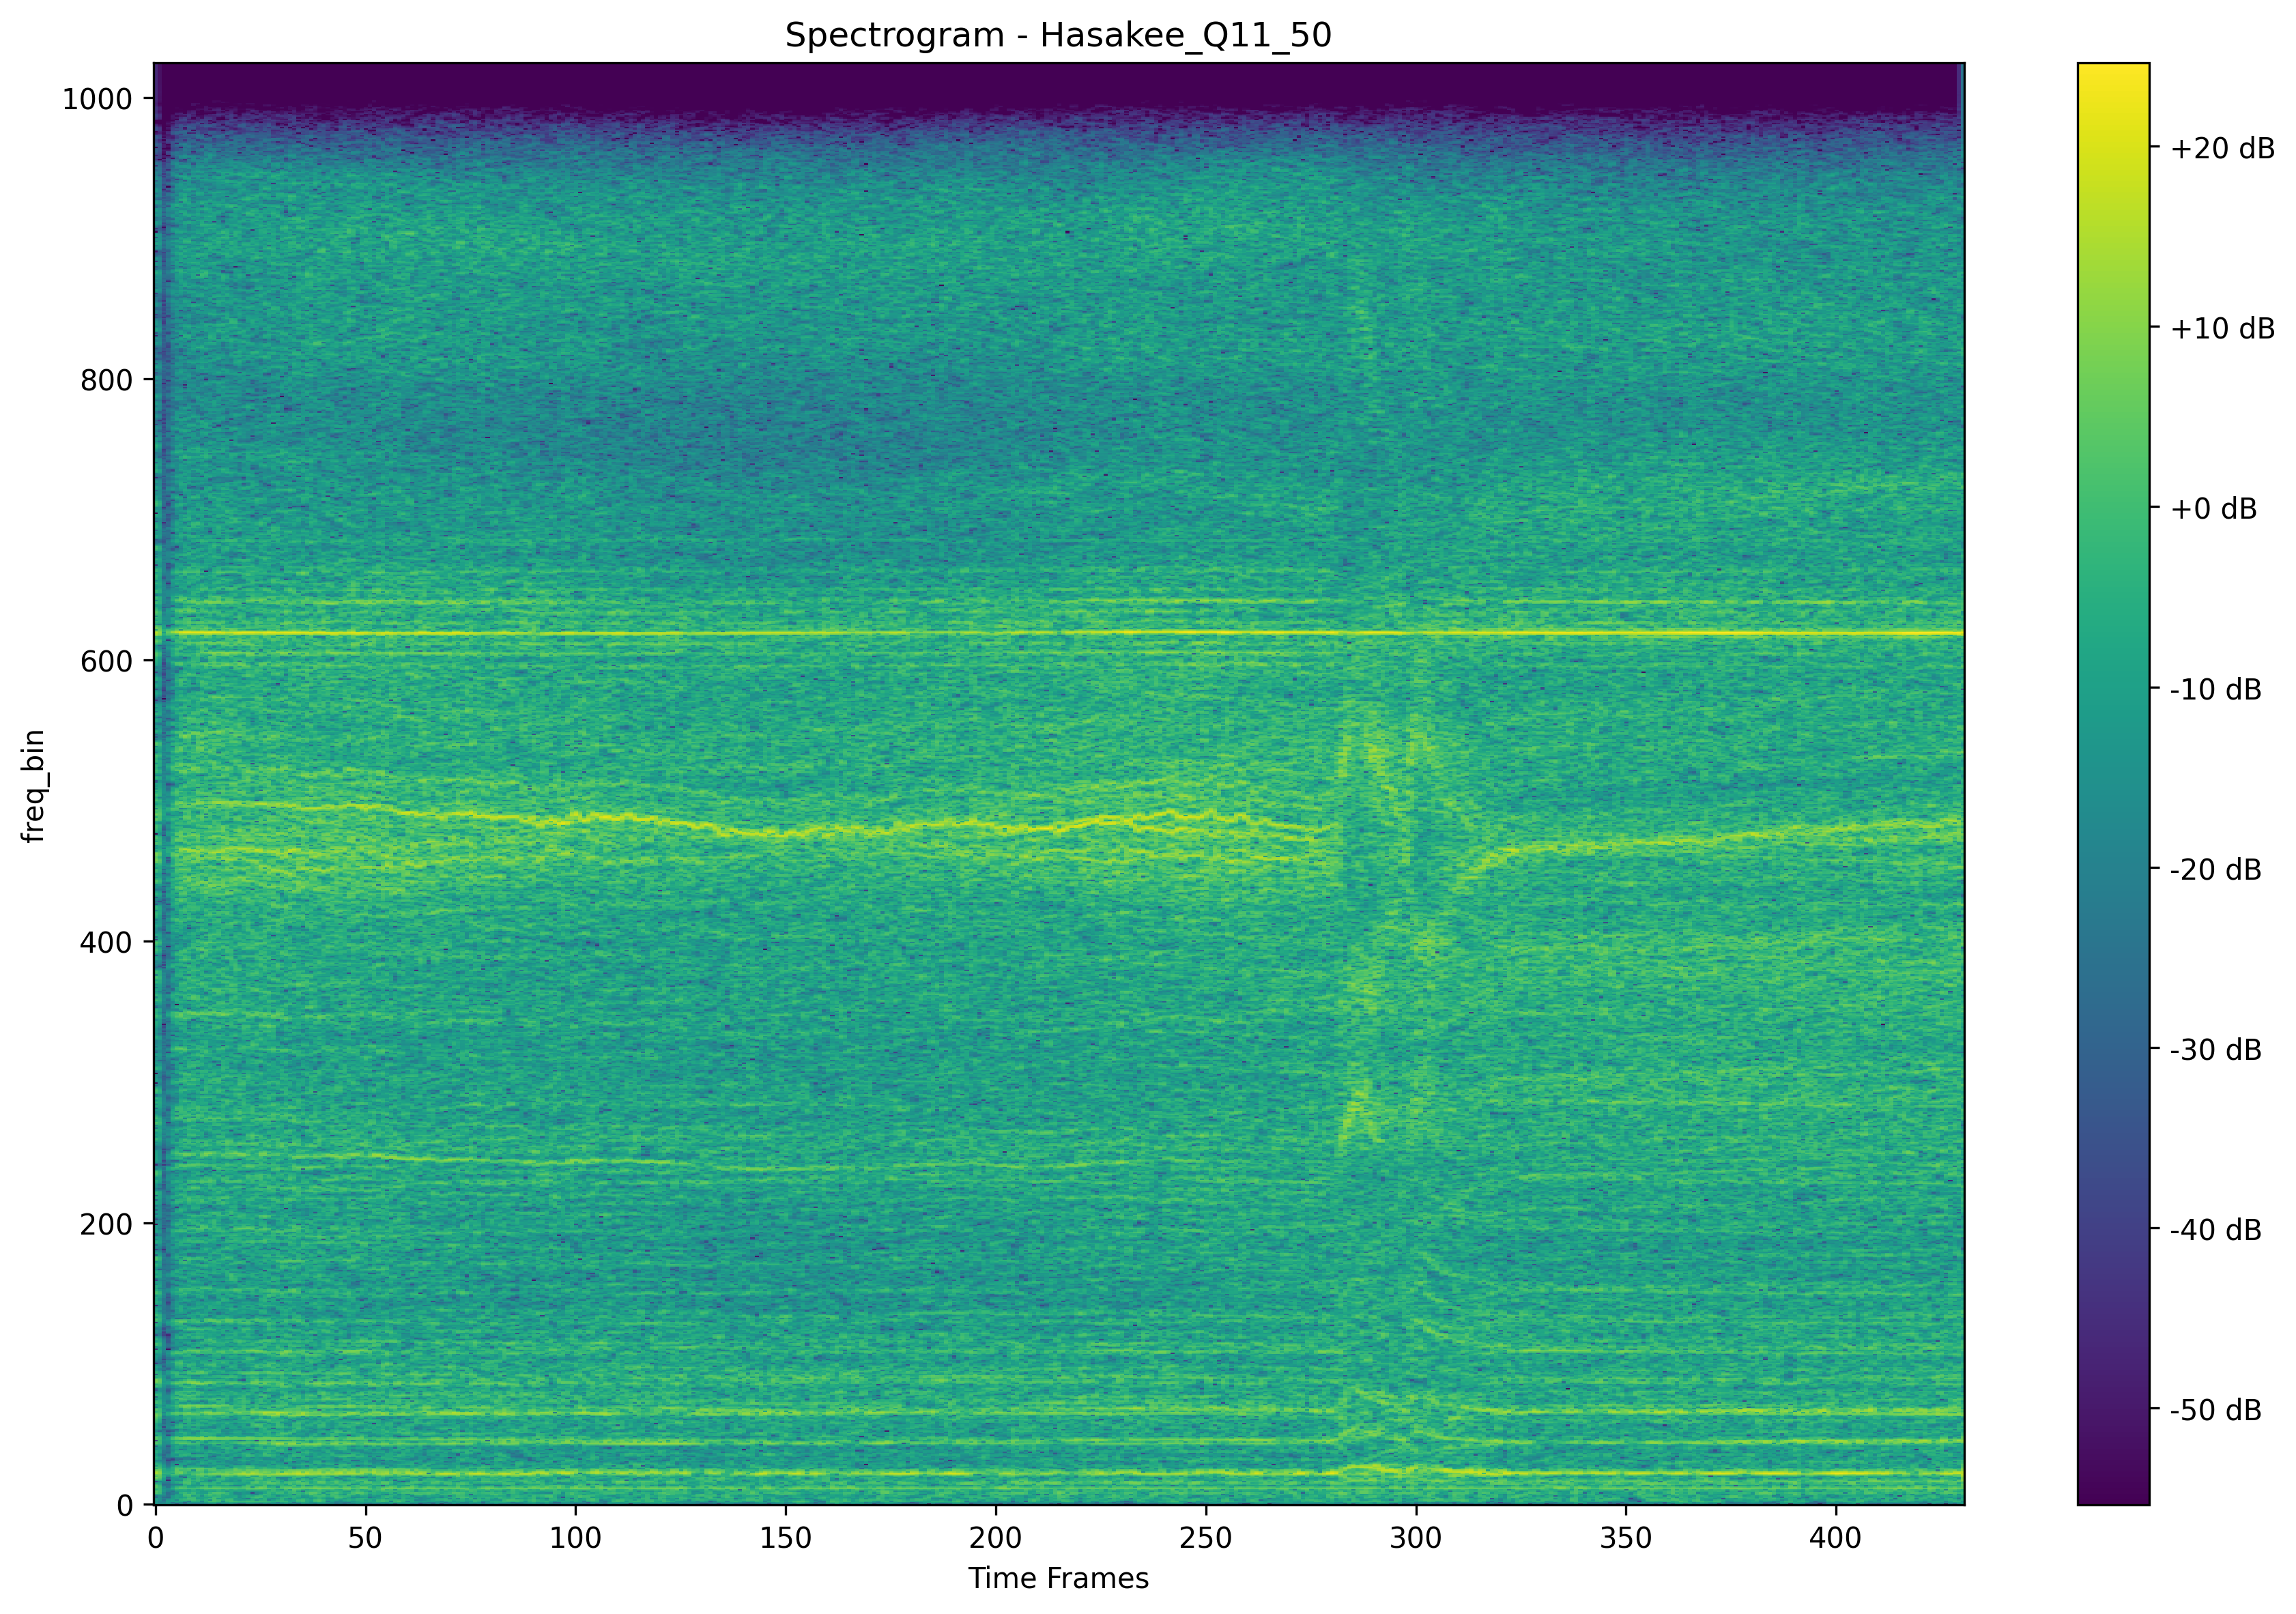 Spectrogram - Hasakee_Q11_50
freq_bin
1000
800
600
400
200
0
0 50 100 150 200 250 300 350 400
Time Frames
+20 dB
+10 dB
+0 dB
-10 dB
-20 dB
-30 dB
-40 dB
-50 dB